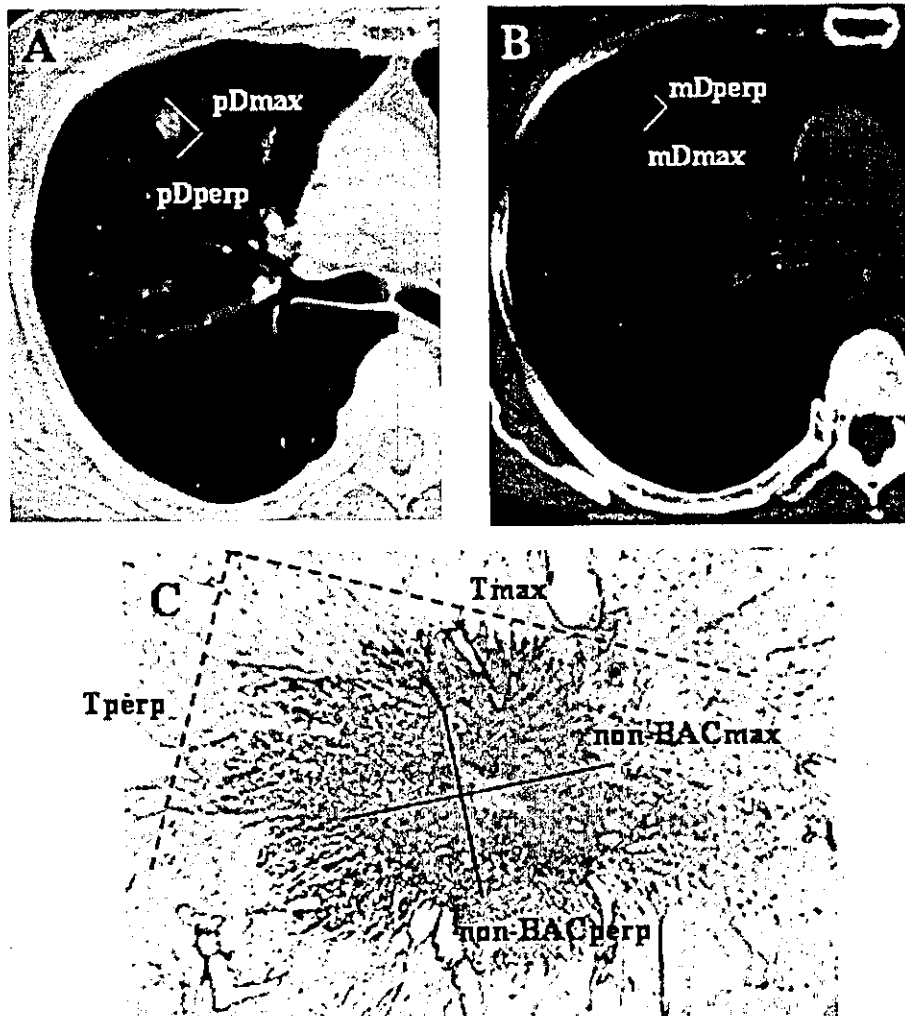 A
pDmax
pDperp
B
mDperp
mDmax
C
Tmax
Tperp
non-BACmax
non-BACperp